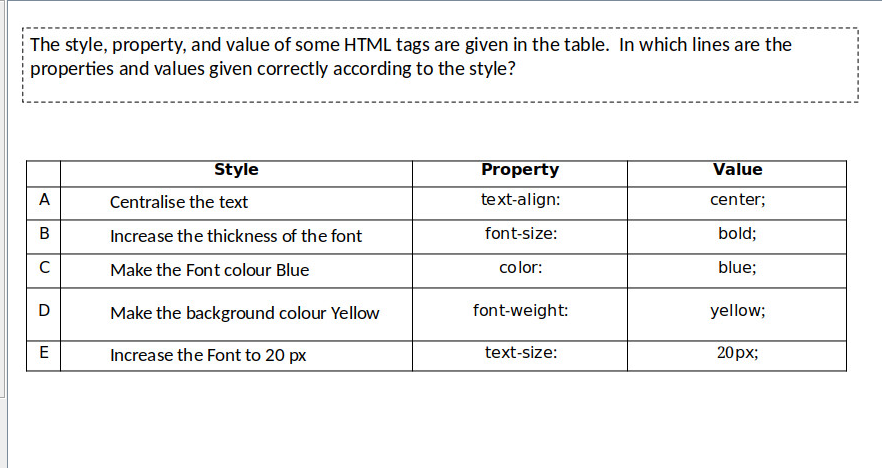 The style, property, and value of some HTML tags are given in the table.  In which lines are the
properties and values given correctly according to the style?
Style Property Value
A Centralise the text text-align: center;
B Increase the thickness of the font font-size: bold;
C Make the Font colour Blue color: blue;
D Make the background colour Yellow font-weight: yellow;
E Increase the Font to 20 px text-size: 20px;